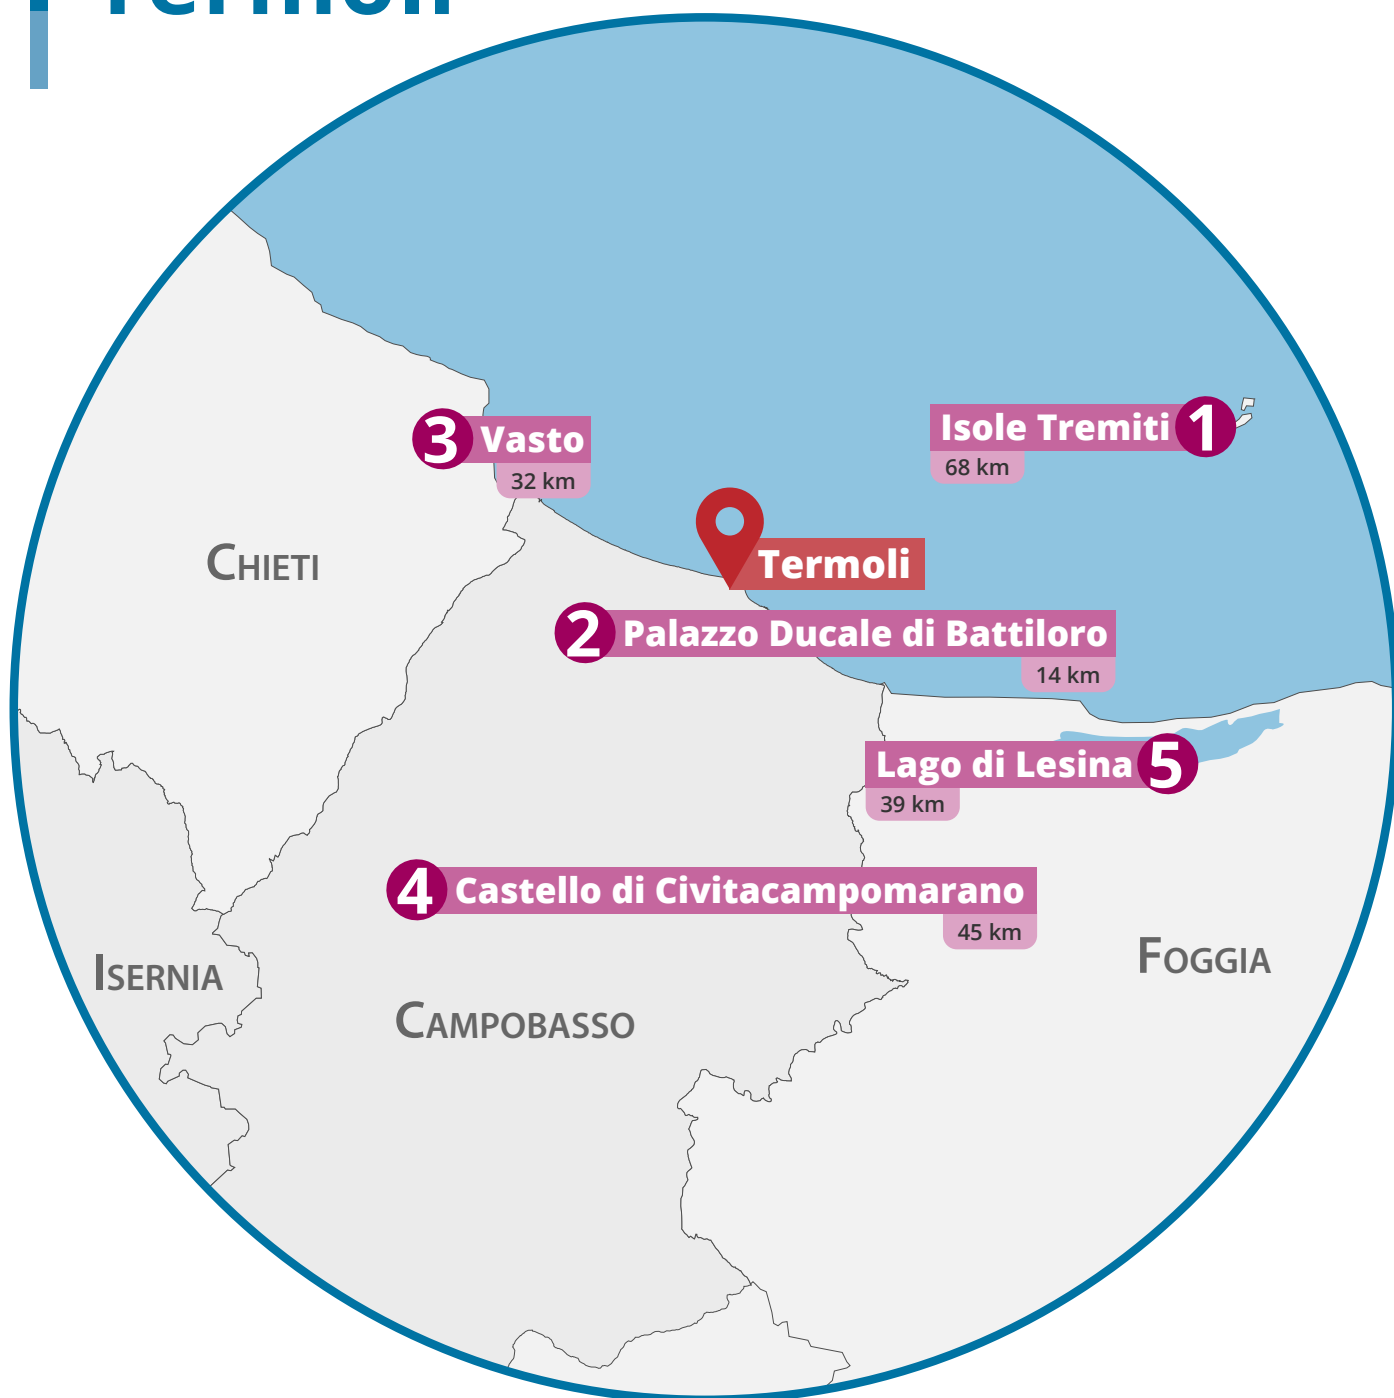 Termoli
Isole Tremiti 1
68 km
3 Vasto
32 km
Termoli
CHIETI
2 Palazzo Ducale di Battiloro
14 km
Lago di Lesina 5
39 km
4 Castello di Civitacampomarano
45 km
FOGGIA
ISERNIA
CAMPOBASSO